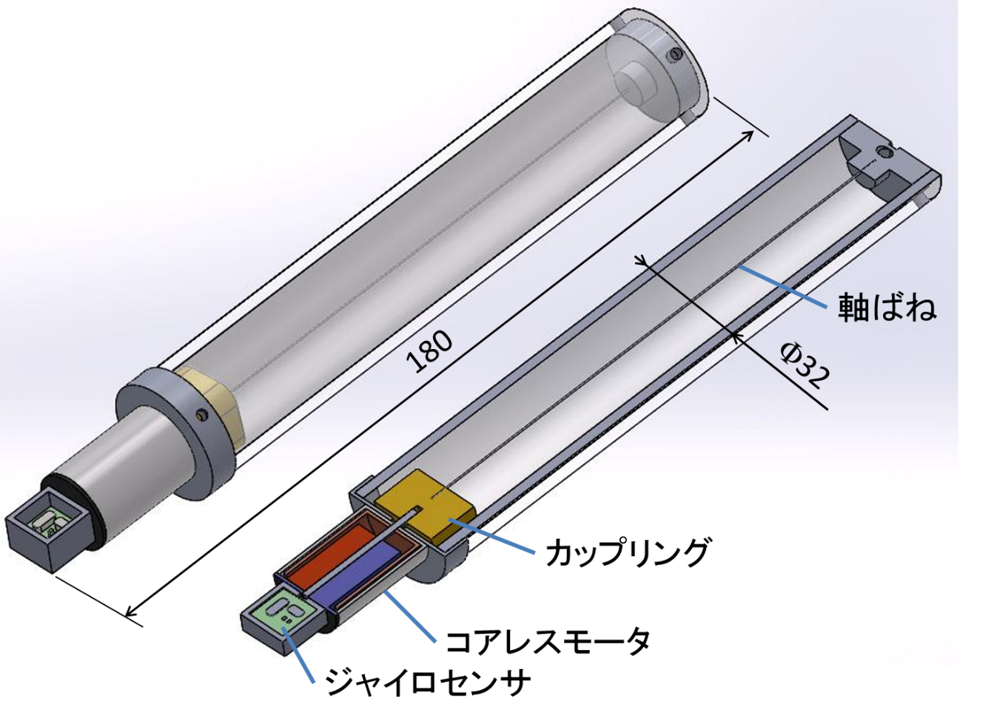 軸ばね
180
Φ32
カップリング
コアレスモータ
ジャイロセンサ